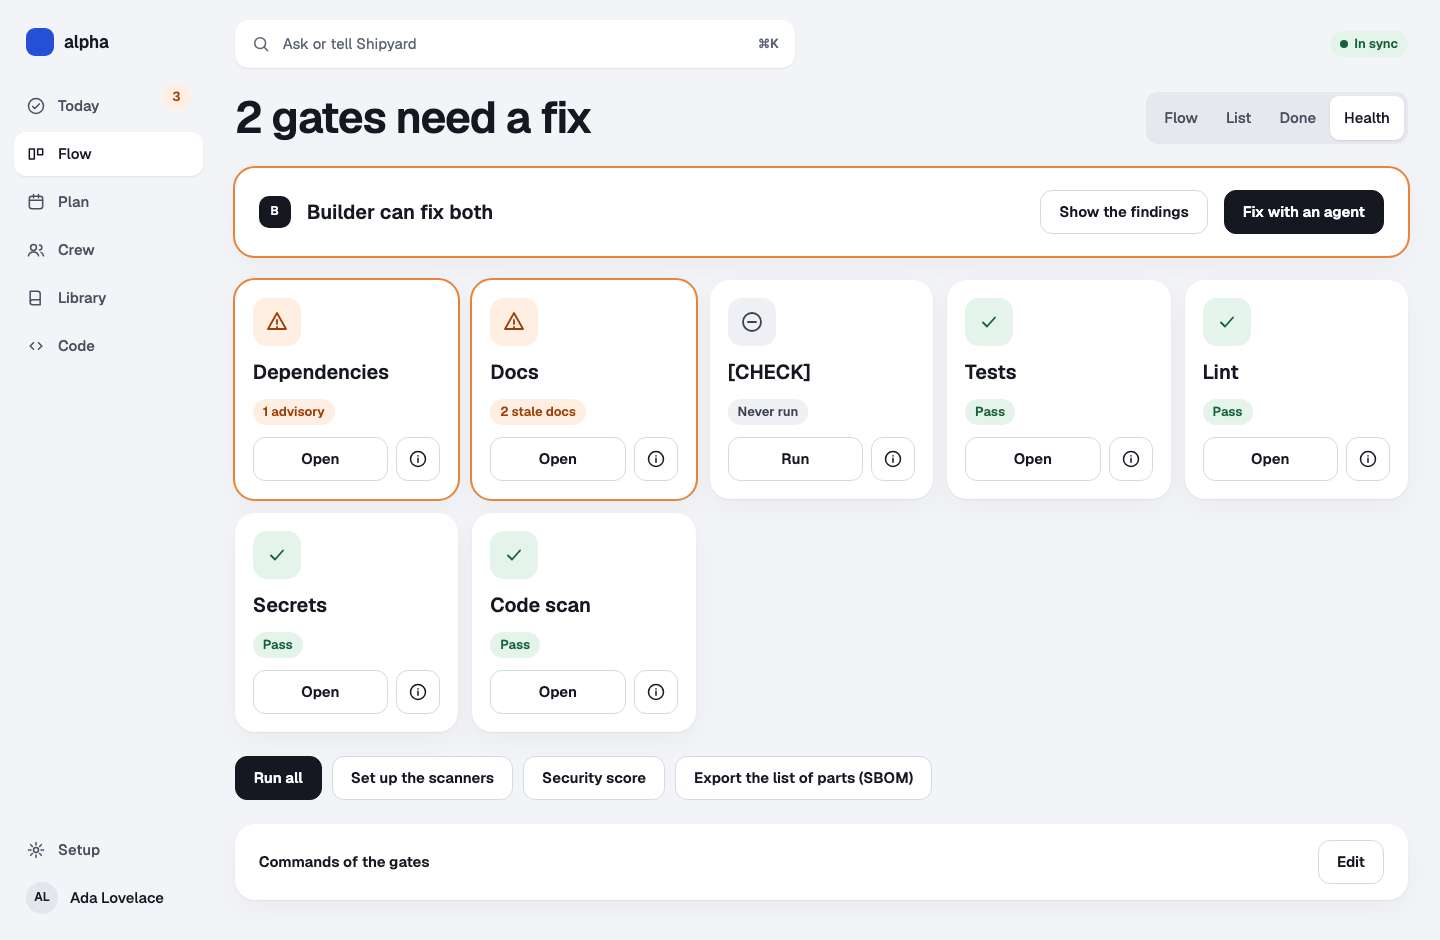 alpha
Ask or tell Shipyard
⌘K
In sync
Today
3
Flow
Plan
Crew
Library
Code
Setup
AL
Ada Lovelace
2 gates need a fix
Flow
List
Done
Health
B
Builder can fix both
Show the findings
Fix with an agent
Dependencies
1 advisory
Open
Docs
2 stale docs
Open
[CHECK]
Never run
Run
Tests
Pass
Open
Lint
Pass
Open
Secrets
Pass
Open
Code scan
Pass
Open
Run all
Set up the scanners
Security score
Export the list of parts (SBOM)
Commands of the gates
Edit